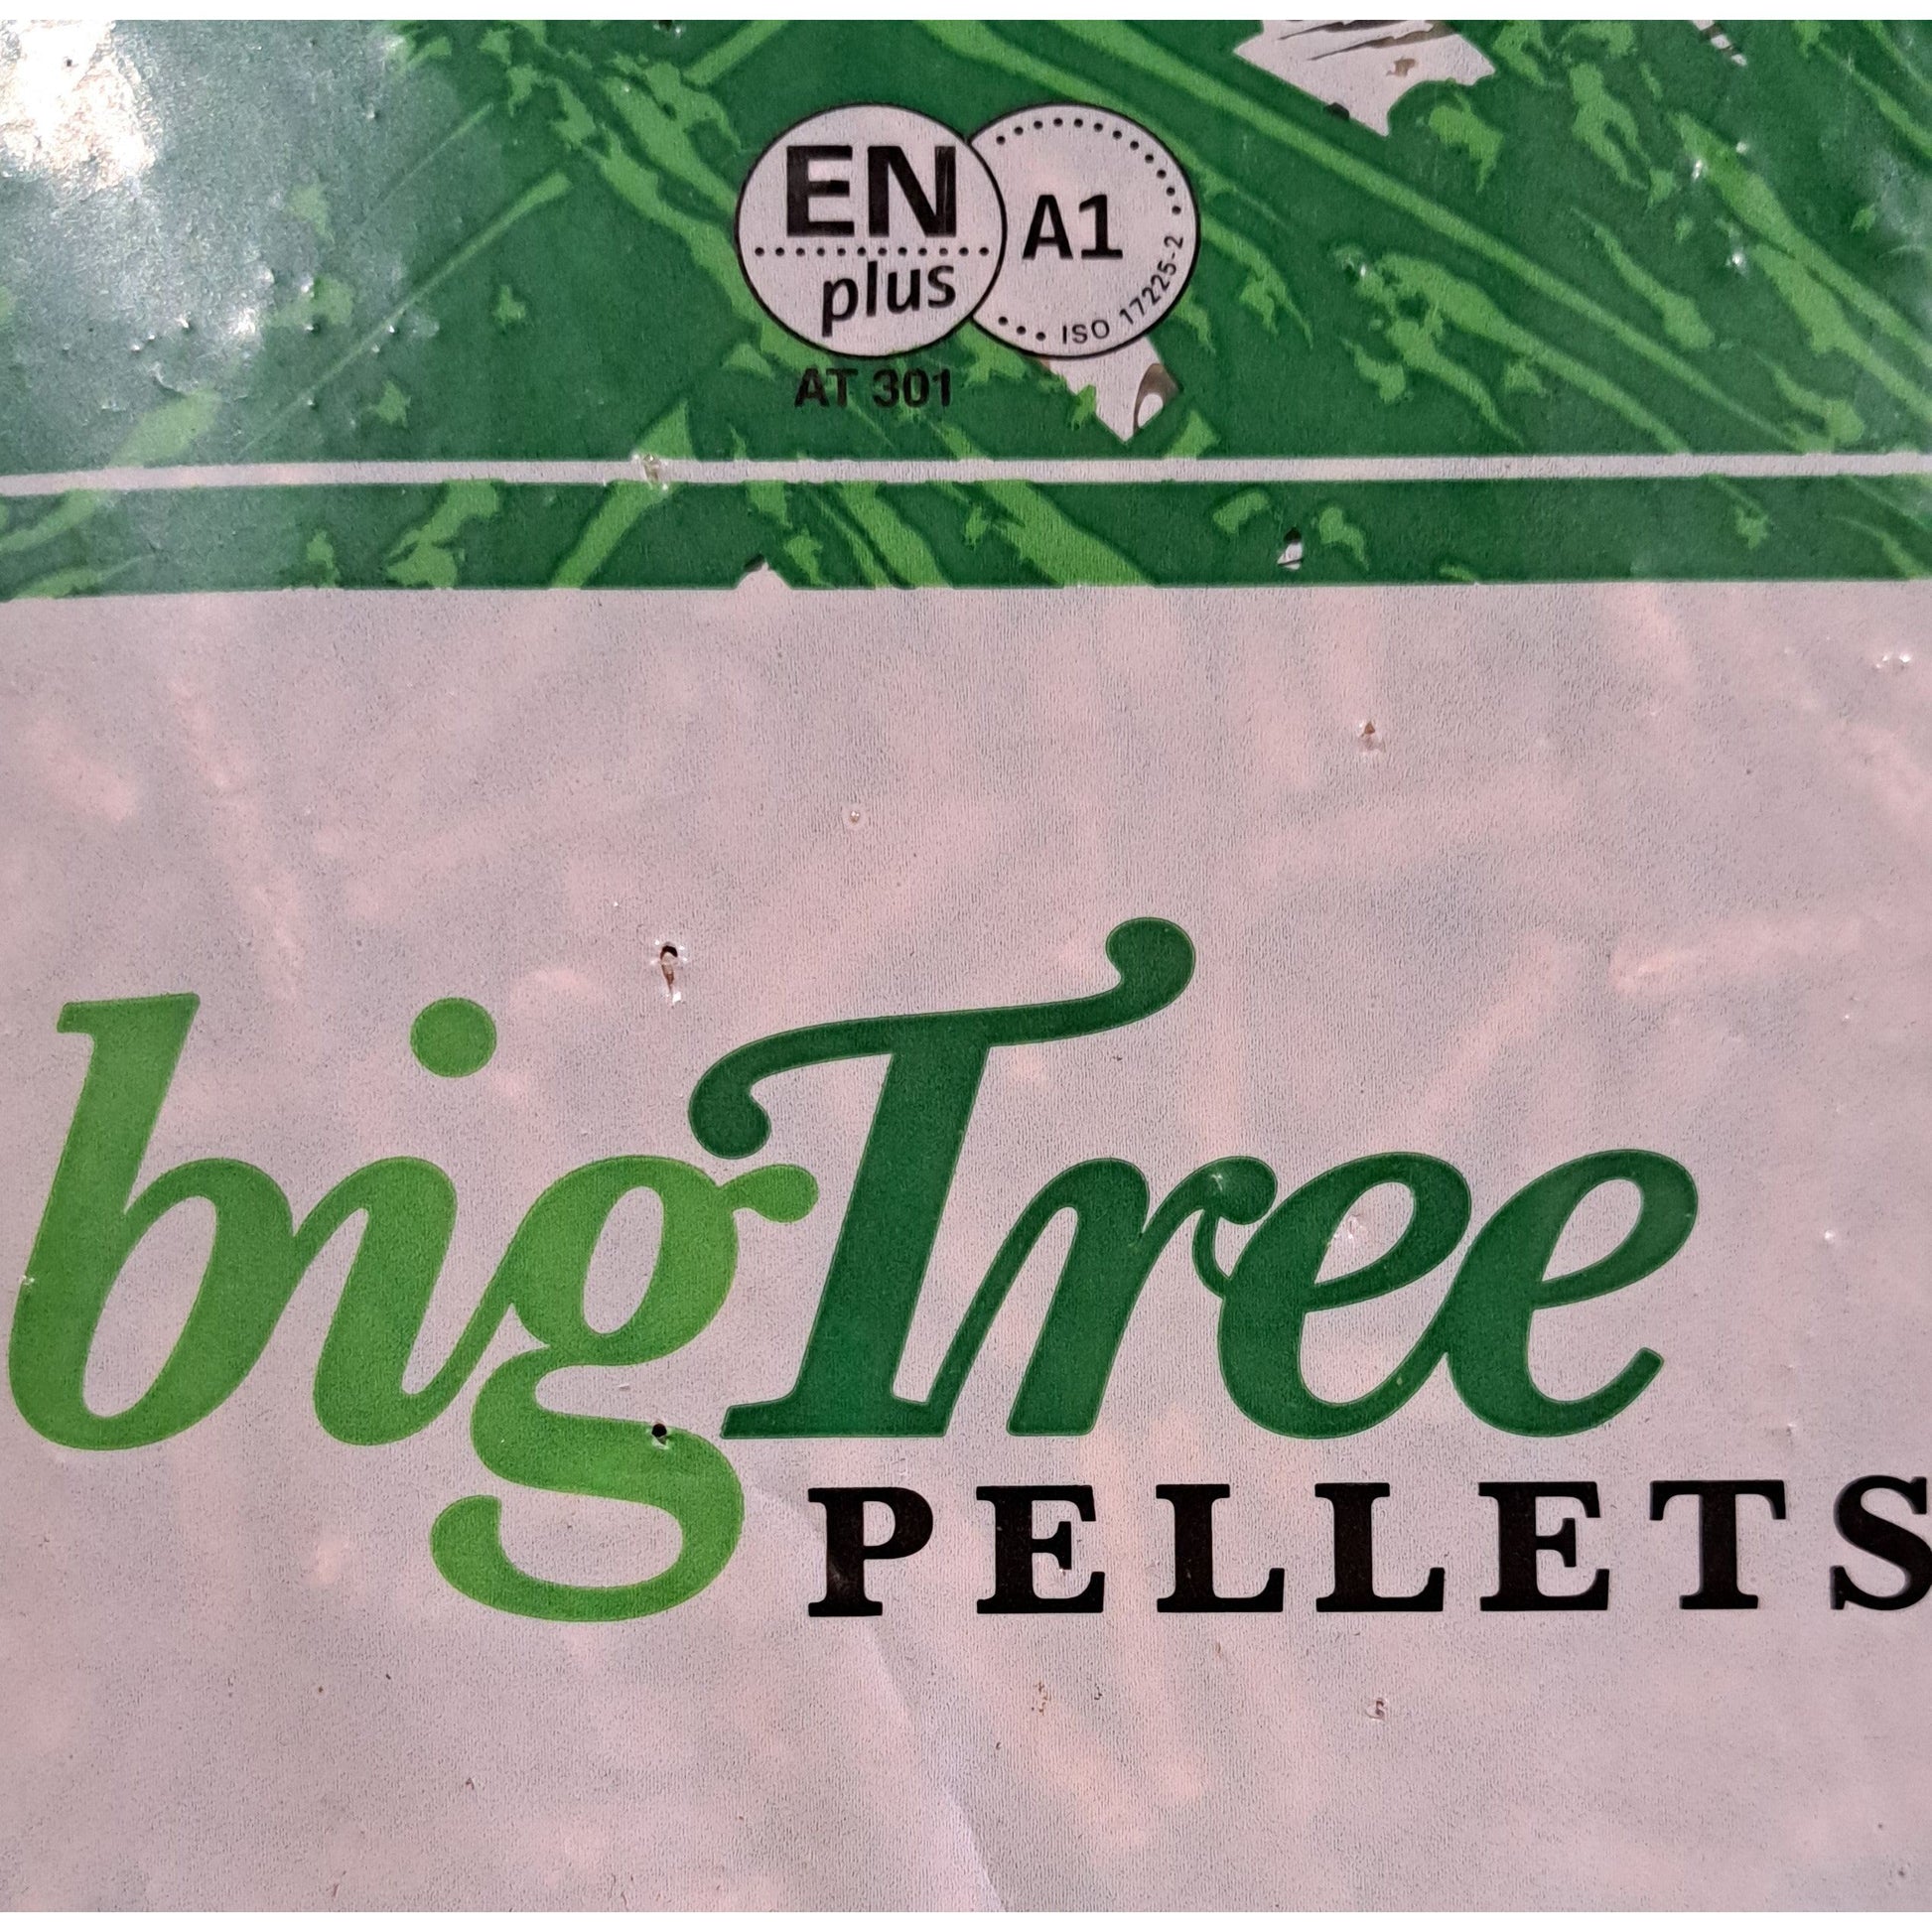 EN
plus
A1
ISO 17225-2
AT 301
bigTree
PELLETS